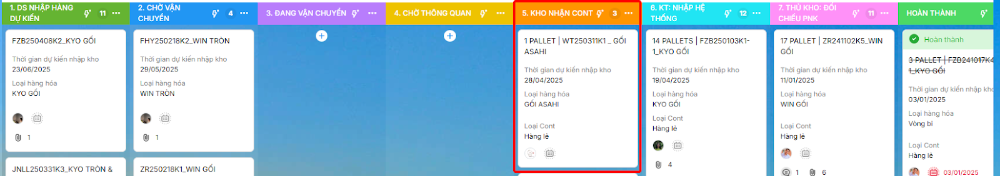 1. DS NHẬP HÀNG
DỰ KIẾN
11
FZB250408K2_KYO GỐI
Thời gian dự kiến nhập kho
23/06/2025
Loại hàng hóa
KYO GỐI
1
JNLL250331K3_KYO TRÒN &
2. CHỜ VẬN
CHUYỂN
4
FHY250218K2_WIN TRÒN
Thời gian dự kiến nhập kho
29/05/2025
Loại hàng hóa
WIN TRÒN
1
ZR250218K1_WIN GỐI
3. ĐANG VẬN CHUYỂN
4. CHỜ THÔNG QUAN
5. KHO NHẬN CONT
3
1 PALLET | WT250311K1 _ GỐI
ASAHI
Thời gian dự kiến nhập kho
28/04/2025
Loại hàng hóa
GỐI ASAHI
Loại Cont
Hàng lẻ
6. KT: NHẬP HỆ
THỐNG
12
14 PALLETS | FZB250103K1-
1_KYO GỐI
Thời gian dự kiến nhập kho
19/04/2025
Loại hàng hóa
KYO GỐI
Loại Cont
Hàng lẻ
4
7. THỦ KHO: ĐỐI
CHIẾU PNK
11
17 PALLET | ZR241102K5_WIN
GỐI
Thời gian dự kiến nhập kho
11/01/2025
Loại hàng hóa
WIN GỐI
Loại Cont
Hàng lẻ
1
6
HOÀN THÀNH
Hoàn thành
3 PALLET | FZB241017K4
1_KYO GỐI
Thời gian dự kiến nhập kho
03/01/2025
Loại hàng hóa
Vòng bi
Loại Cont
Hàng lẻ
03/01/2025